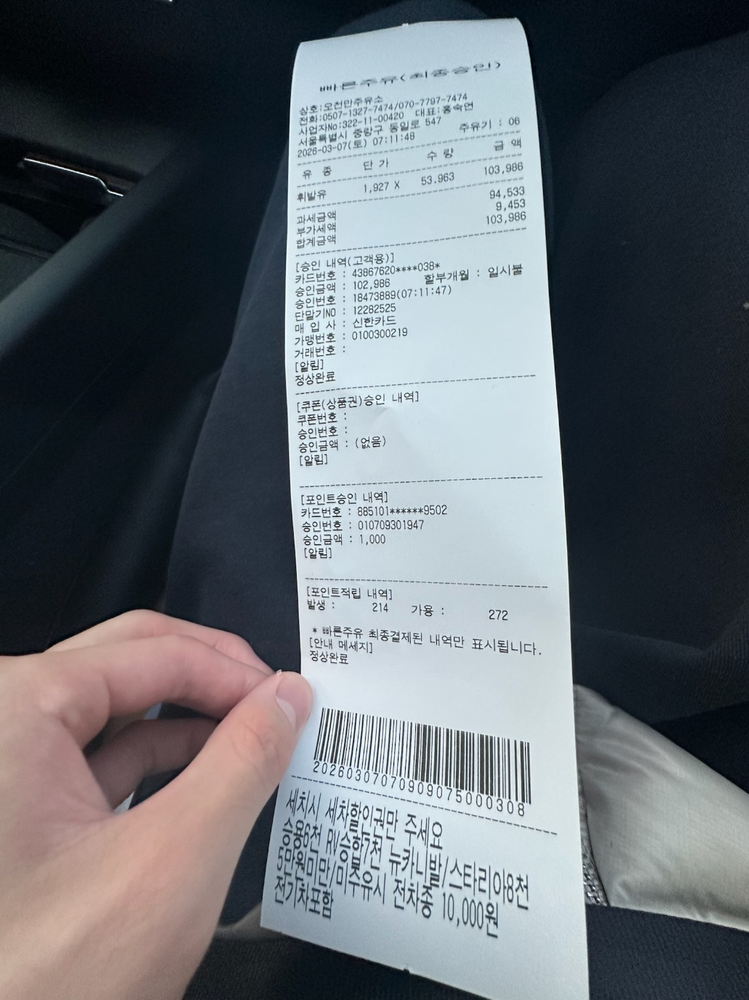 빠른주유(최종승인)
상호:오천만주유소
전화:0507-1327-7474/070-7797-7474
사업자No:322-11-00420 대표:홍숙연
서울특별시 중랑구 동일로 547
2026-03-07(토) 07:11:48 주유기 : 06
유 종 단 가 수 량 금 액
휘발유 1,927 X 53.963 103,986
과세금액 94,533
부가세액 9,453
합계금액 103,986
[승인 내역(고객용)]
카드번호 : 43867620****038*
승인금액 : 102,986 할부개월 : 일시불
승인번호 : 18473889(07:11:47)
단말기NO : 12282525
매 입 사 : 신한카드
가맹번호 : 0100300219
거래번호 :
[알림]
정상완료
[쿠폰(상품권)승인 내역]
쿠폰번호 :
승인번호 :
승인금액 : (없음)
[알림]
[포인트승인 내역]
카드번호 : 885101******9502
승인번호 : 010709301947
승인금액 : 1,000
[알림]
[포인트적립 내역]
발생 : 214 가용 : 272
* 빠른주유 최종결제된 내역만 표시됩니다.
[안내 메세지]
정상완료
2026030707090907500​0308
세차시 세차할인권만 주세요
승용6천 RV/승합7천 뉴카니발/스타리아8천
5만원미만/미주유시 전차종 10,000원
전기차포함